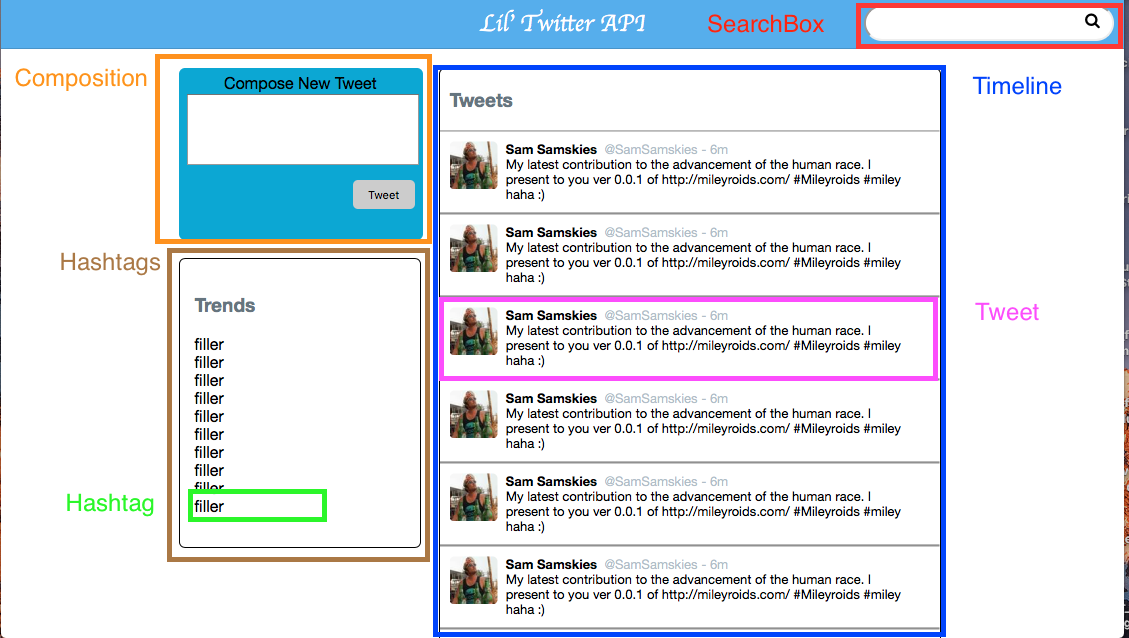 Lil' Twitter API
SearchBox
Composition
Compose New Tweet
Tweet
Hashtags
Trends
filler
filler
filler
filler
filler
filler
filler
filler
filler
Hashtag
filler
Timeline
Tweets
Sam Samskies @SamSamskies - 6m
My latest contribution to the advancement of the human race. I
present to you ver 0.0.1 of http://mileyroids.com/ #Mileyroids #miley
haha :)
Sam Samskies @SamSamskies - 6m
My latest contribution to the advancement of the human race. I
present to you ver 0.0.1 of http://mileyroids.com/ #Mileyroids #miley
haha :)
Sam Samskies @SamSamskies - 6m
My latest contribution to the advancement of the human race. I
present to you ver 0.0.1 of http://mileyroids.com/ #Mileyroids #miley
haha :)
Tweet
Sam Samskies @SamSamskies - 6m
My latest contribution to the advancement of the human race. I
present to you ver 0.0.1 of http://mileyroids.com/ #Mileyroids #miley
haha :)
Sam Samskies @SamSamskies - 6m
My latest contribution to the advancement of the human race. I
present to you ver 0.0.1 of http://mileyroids.com/ #Mileyroids #miley
haha :)
Sam Samskies @SamSamskies - 6m
My latest contribution to the advancement of the human race. I
present to you ver 0.0.1 of http://mileyroids.com/ #Mileyroids #miley
haha :)